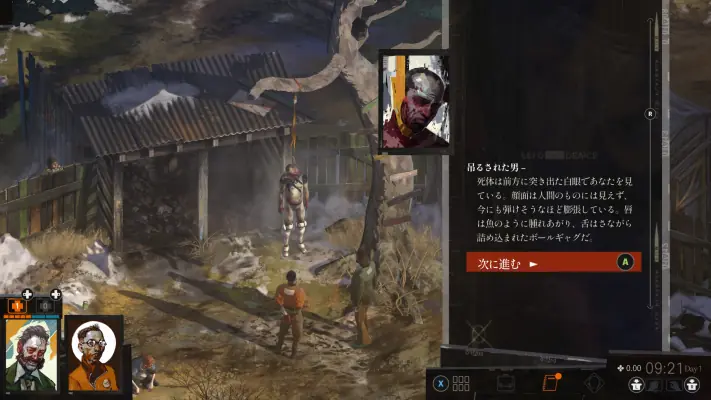 吊るされた男 –
死体は前方に突き出た白眼であなたを見
ている。顔面は人間のものには見えず、
今にも弾けそうなほど膨張している。唇
は魚のように腫れあがり、舌はさながら
詰め込まれたボールギャグだ。
次に進む ►
A
R
X
0.00 09:21 Day 1